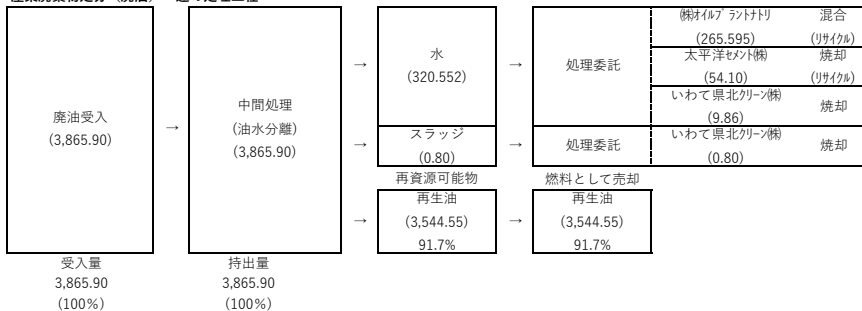 廃油受入
(3,865.90)
→
中間処理
(油水分離)
(3,865.90)
→
水
(320.552)
→
処理委託
㈱オイルプラントナトリ 混合
(265.595) (リサイクル)
太平洋セメント㈱ 焼却
(54.10) (リサイクル)
いわて県北クリーン㈱ 焼却
(9.86)
→
スラッジ
(0.80)
→
処理委託
いわて県北クリーン㈱ 焼却
(0.80)
再資源可能物 燃料として売却
→
再生油
(3,544.55)
91.7%
→
再生油
(3,544.55)
91.7%
受入量
3,865.90
(100%)
持出量
3,865.90
(100%)